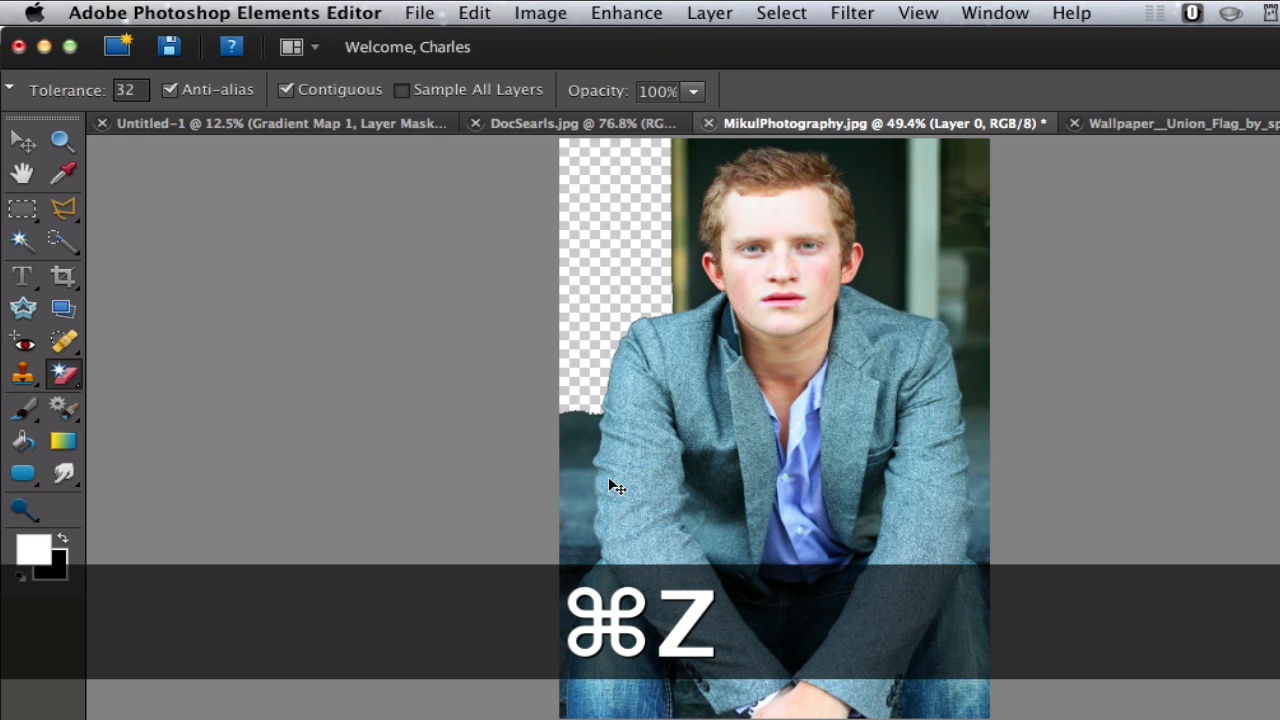 Adobe Photoshop Elements Editor File Edit Image Enhance Layer Select Filter View Window Help
? Welcome, Charles
Tolerance: 32 Anti-alias Contiguous Sample All Layers Opacity: 100%
Untitled-1 @ 12.5% (Gradient Map 1, Layer Mask... DocSearls.jpg @ 76.8% (RG... MikulPhotography.jpg @ 49.4% (Layer 0, RGB/8) * Wallpaper__Union_Flag_by_sp
T
⌘Z